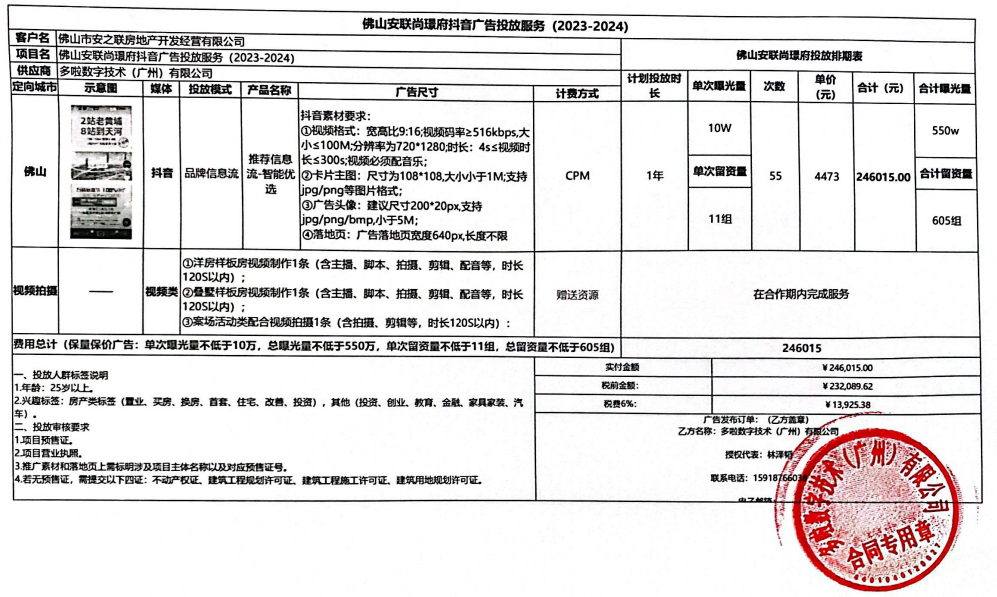 佛山安联尚璟府抖音广告投放服务（2023-2024）
客户名 佛山市安之联房地产开发经营有限公司
项目名 佛山安联尚璟府抖音广告投放服务（2023-2024）
供应商 多啦数字技术（广州）有限公司
佛山安联尚璟府投放排期表
定向城市 示意图 媒体 投放模式 产品名称 广告尺寸 计费方式 计划投放时长 单次曝光量 次数 单价（元） 合计（元） 合计曝光量
佛山
2站老黄埔
8站到天河
抖音 品牌信息流
推荐信息流-智能优选
抖音素材要求：
①视频格式：宽高比9:16;视频码率≥516kbps,大
小≤100M;分辨率为720*1280;时长：4s≤视频时
长≤300s;视频必须配音乐;
②卡片主图：尺寸为108*108,大小小于1M;支持
jpg/png等图片格式;
③广告头像：建议尺寸200*20px,支持
jpg/png/bmp,小于5M;
④落地页：广告落地页宽度640px,长度不限
CPM
1年
10W
单次留资量
11组
55
4473
246015.00
550w
合计留资量
605组
视频拍摄 —— 视频类
①洋房样板房视频制作1条（含主播、脚本、拍摄、剪辑、配音等，时长
120S以内）;
②叠墅样板房视频制作1条（含主播、脚本、拍摄、剪辑、配音等，时长
120S以内）;
③案场活动类配合视频拍摄1条（含拍摄、剪辑等，时长120S以内）:
赠送资源
在合作期内完成服务
费用总计（保量保价广告：单次曝光量不低于10万，总曝光量不低于550万，单次留资量不低于11组，总留资量不低于605组） 246015
实付金额 ¥246,015.00
税前金额: ¥232,089.62
税费6%: ¥13,925.38
一、投放人群标签说明
1.年龄：25岁以上。
2.兴趣标签：房产类标签（置业、买房、换房、首套、住宅、改善、投资），其他（投资、创业、教育、金融、家具家装、汽
车）。
二、投放审核要求
1.项目预售证。
2.项目营业执照。
3.推广素材和落地页上需标明涉及项目主体名称以及对应预售证号。
4.若无预售证，需提交以下四证：不动产权证、建筑工程规划许可证、建筑工程施工许可证、建筑用地规划许可证。
广告发布订单：（乙方盖章）
乙方名称：多啦数字技术（广州）有限公司
授权代表：林泽韬
联系电话：1591876603
多啦数字技术（广州）有限公司
合同专用章